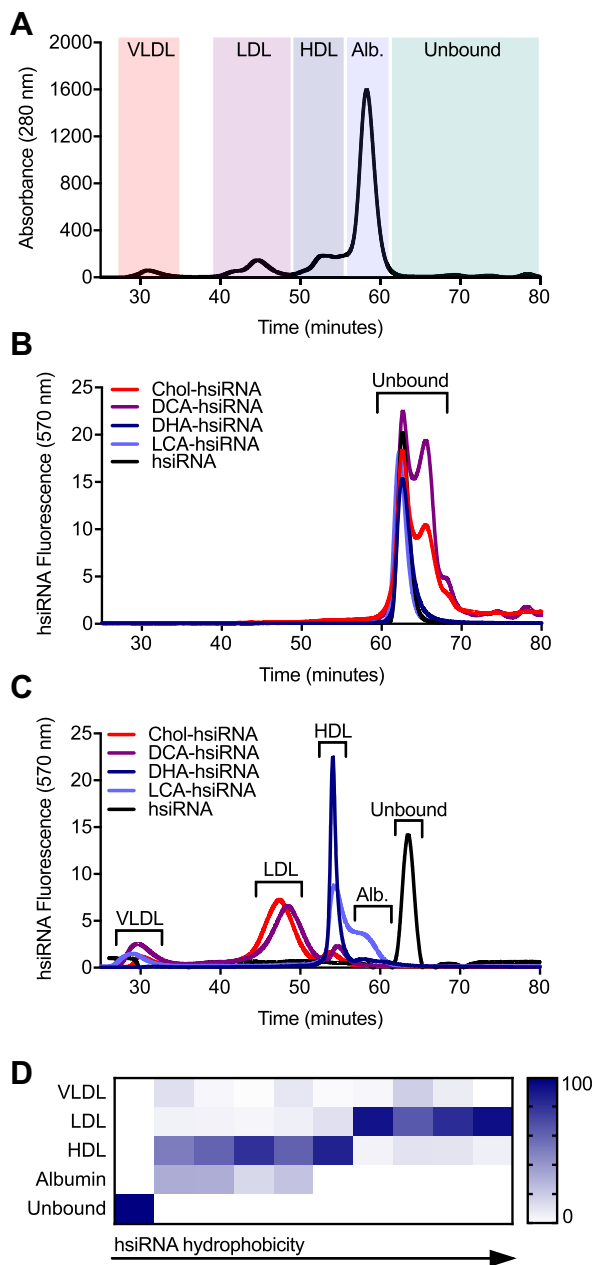 A
VLDL LDL HDL Alb. Unbound
2000
1600
1200
800
400
0
Absorbance (280 nm)
30 40 50 60 70 80
Time (minutes)
B
Unbound
Chol-hsiRNA
DCA-hsiRNA
DHA-hsiRNA
LCA-hsiRNA
hsiRNA
25
20
15
10
5
0
hsiRNA Fluorescence (570 nm)
30 40 50 60 70 80
Time (minutes)
C
HDL
Chol-hsiRNA
DCA-hsiRNA
DHA-hsiRNA
LCA-hsiRNA
hsiRNA
Unbound
LDL
Alb.
VLDL
25
20
15
10
5
0
hsiRNA Fluorescence (570 nm)
30 40 50 60 70 80
Time (minutes)
D
VLDL
LDL
HDL
Albumin
Unbound
100
0
hsiRNA hydrophobicity